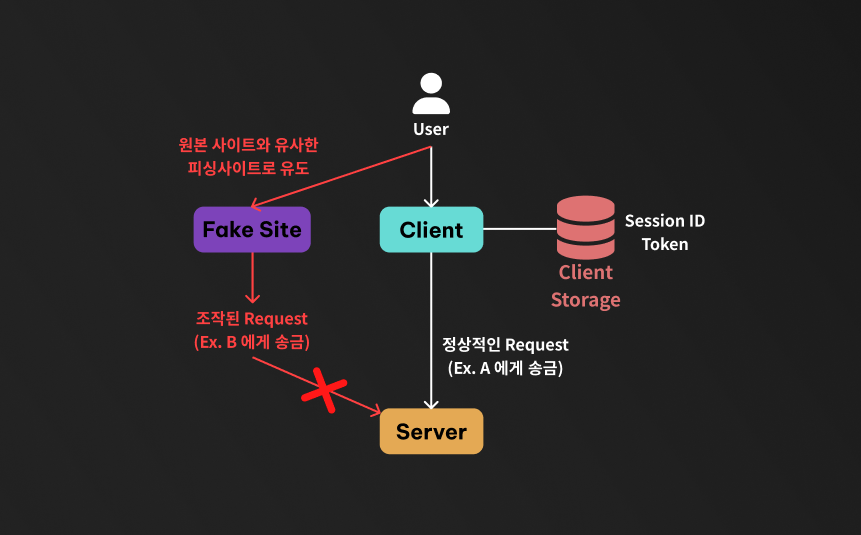 User
원본 사이트와 유사한
피싱사이트로 유도
Fake Site
Client
Session ID
Token
Client
Storage
조작된 Request
(Ex. B 에게 송금)
정상적인 Request
(Ex. A 에게 송금)
Server